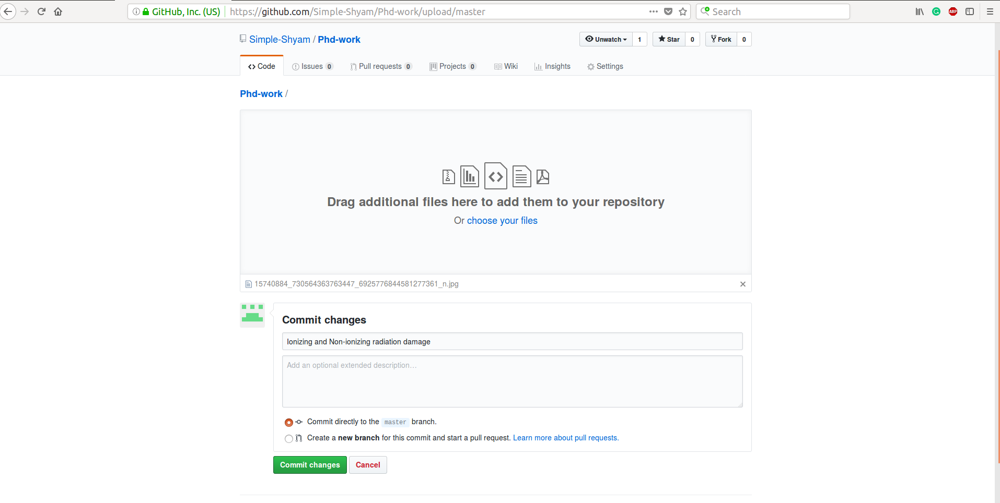 GitHub, Inc. (US) https://github.com/Simple-Shyam/Phd-work/upload/master Search ABP
Simple-Shyam / Phd-work Unwatch 1 Star 0 Fork 0
Code Issues 0 Pull requests 0 Projects 0 Wiki Insights Settings
Phd-work /
Drag additional files here to add them to your repository
Or choose your files
15740884_730564363763447_6925776844581277361_n.jpg
Commit changes
Ionizing and Non-ionizing radiation damage
Add an optional extended description…
Commit directly to the master branch.
Create a new branch for this commit and start a pull request. Learn more about pull requests.
Commit changes Cancel